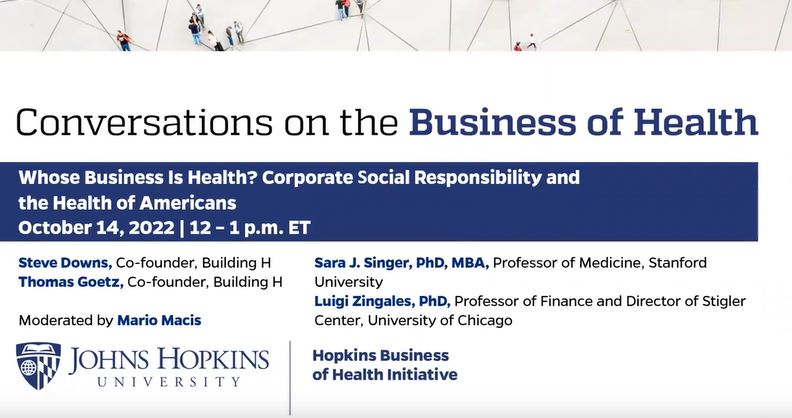 Conversations on the Business of Health
Whose Business Is Health? Corporate Social Responsibility and
the Health of Americans
October 14, 2022 | 12 – 1 p.m. ET
Steve Downs, Co-founder, Building H
Thomas Goetz, Co-founder, Building H
Moderated by Mario Macis
Sara J. Singer, PhD, MBA, Professor of Medicine, Stanford
University
Luigi Zingales, PhD, Professor of Finance and Director of Stigler
Center, University of Chicago
JOHNS HOPKINS
UNIVERSITY
Hopkins Business
of Health Initiative